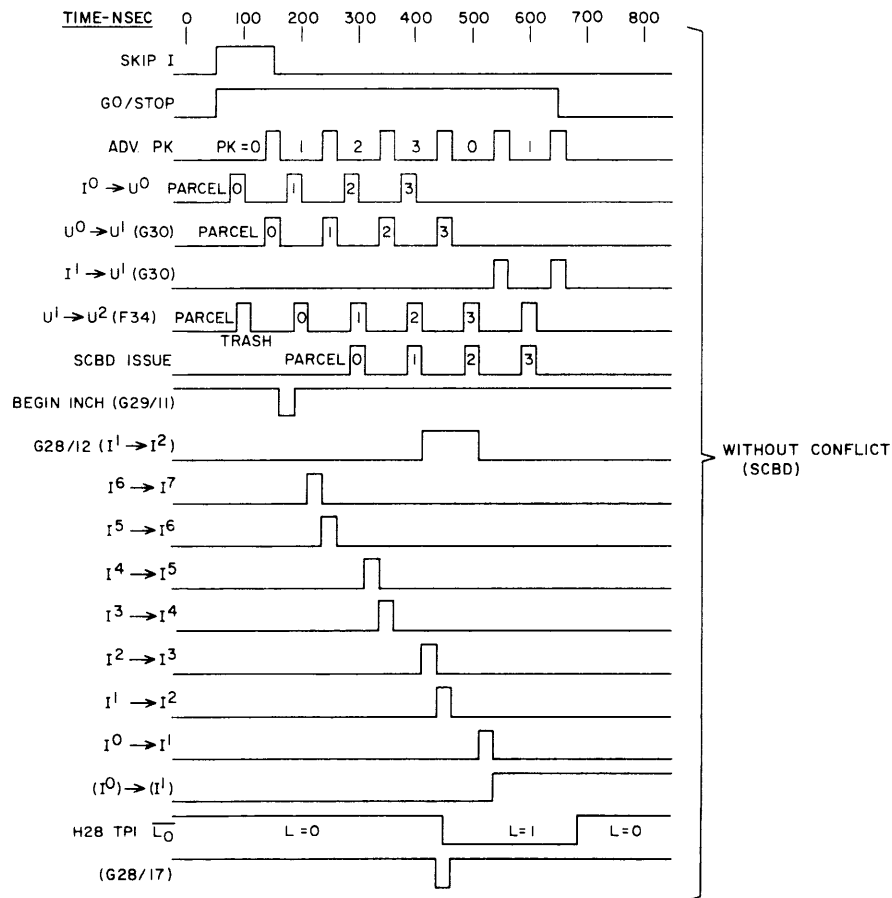 TIME-NSEC 0 100 200 300 400 500 600 700 800
SKIP I
GO/STOP
ADV. PK PK=0 1 2 3 0 1
I⁰→U⁰ PARCEL 0 1 2 3
U⁰→U¹ (G30) PARCEL 0 1 2 3
I¹→U¹ (G30)
U¹→U² (F34) PARCEL 0 1 2 3
TRASH
SCBD ISSUE PARCEL 0 1 2 3
BEGIN INCH (G29/11)
G28/12 (I¹→I²)
WITHOUT CONFLICT
(SCBD)
I⁶→I⁷
I⁵→I⁶
I⁴→I⁵
I³→I⁴
I²→I³
I¹→I²
I⁰→I¹
(I⁰)→(I¹)
H28 TPI L̅₀ L=0 L=1 L=0
(G28/17)